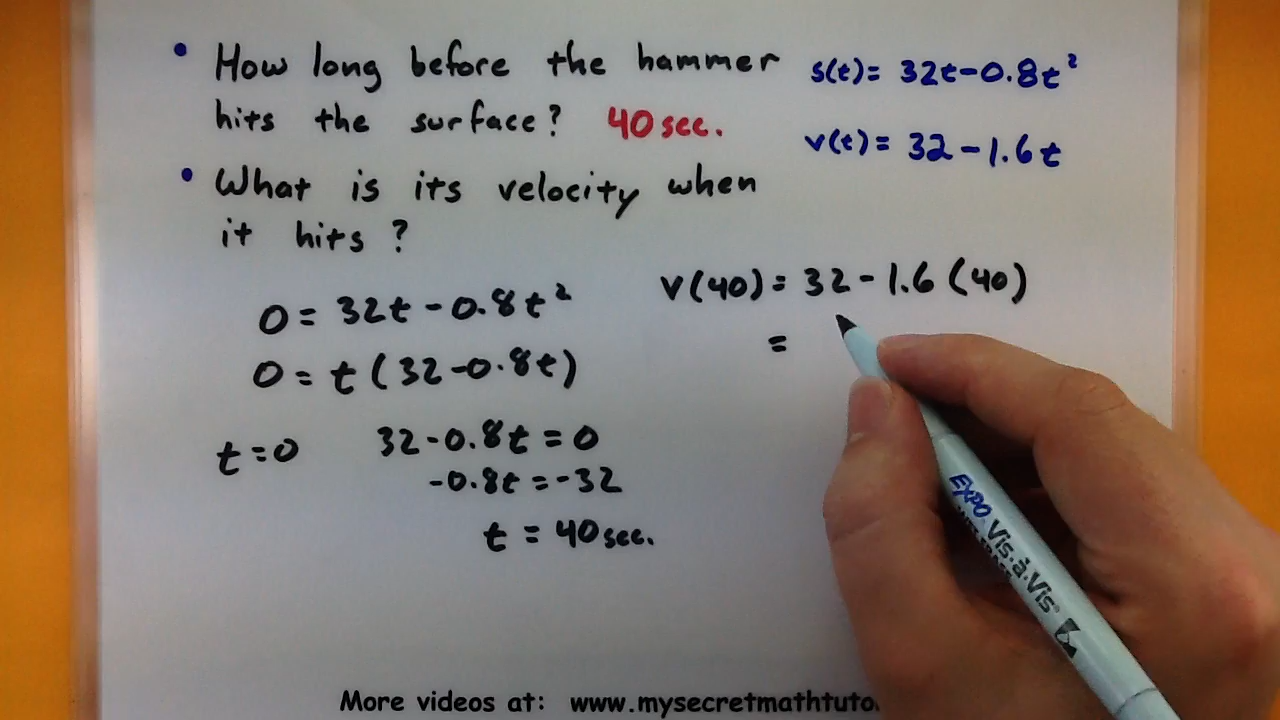 • How long before the hammer
hits the surface? 40 sec.
s(t) = 32t - 0.8t²
v(t) = 32 - 1.6t
• What is its velocity when
it hits?
0 = 32t - 0.8t²
0 = t(32 - 0.8t)
t = 0
32 - 0.8t = 0
-0.8t = -32
t = 40 sec.
v(40) = 32 - 1.6(40)
=
EXPO Vis·à·Vis®
More videos at: www.mysecretmathtuto